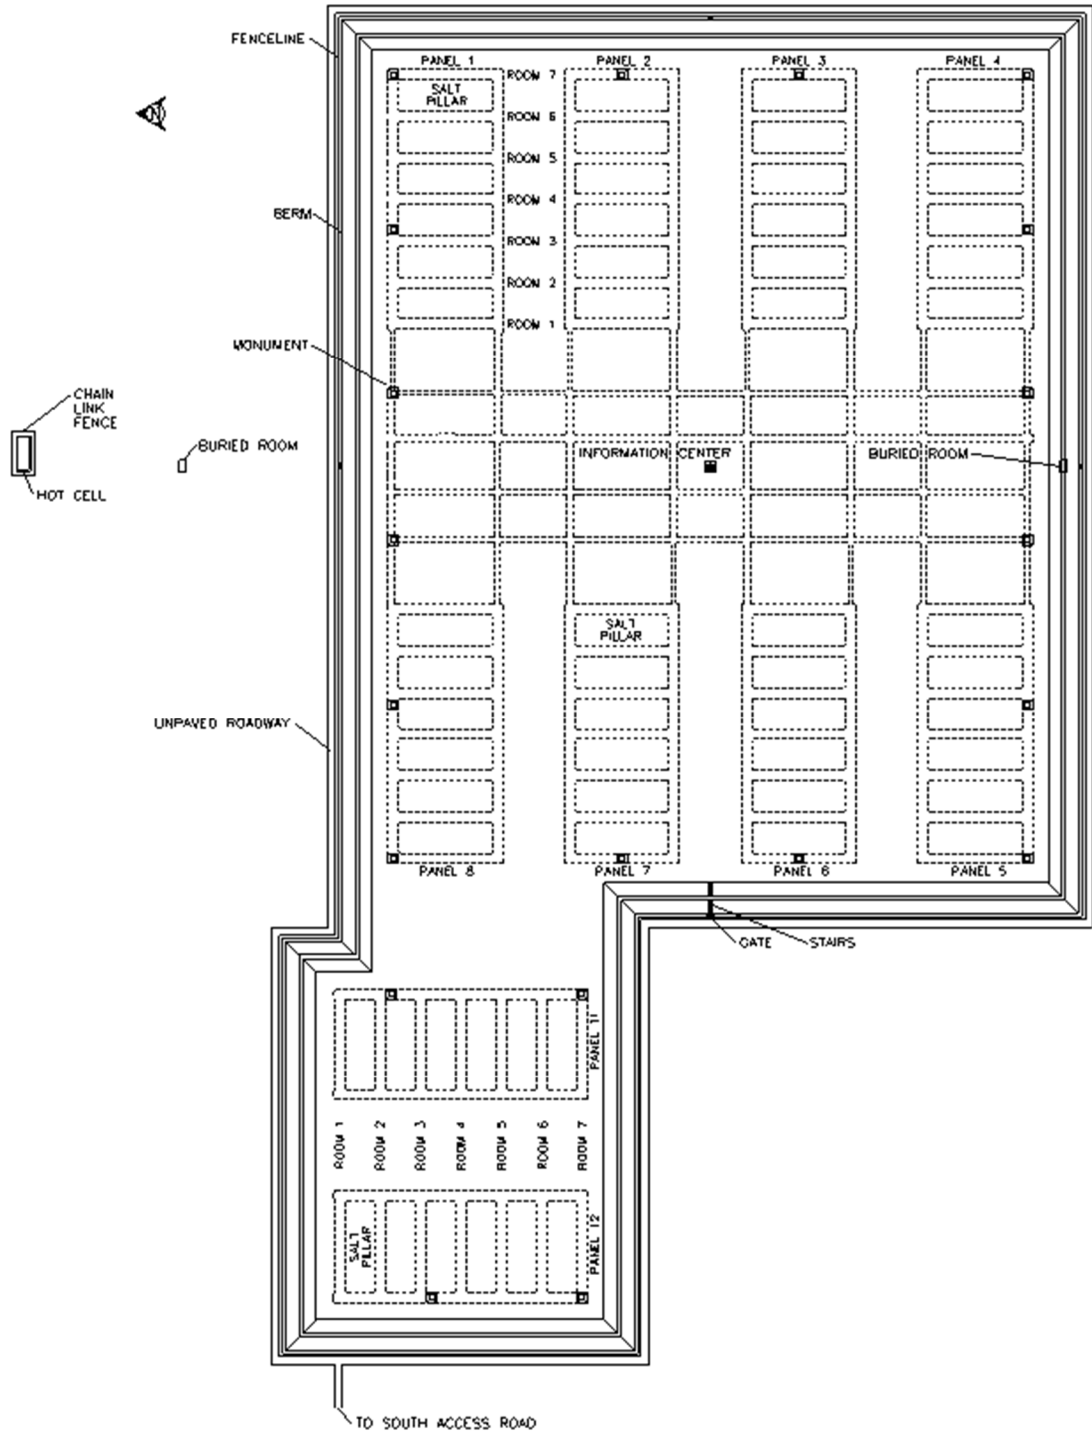 FENCELINE
PANEL 1
PANEL 2
PANEL 3
PANEL 4
ROOM 7
SALT
PILLAR
N
ROOM 6
ROOM 5
ROOM 4
BERM
ROOM 3
ROOM 2
ROOM 1
MONUMENT
CHAIN
LINK
FENCE
BURIED ROOM
INFORMATION CENTER
BURIED ROOM
HOT CELL
SALT
PILLAR
UNPAVED ROADWAY
PANEL 8
PANEL 7
PANEL 6
PANEL 5
GATE
STAIRS
PANEL 11
ROOM 1
ROOM 2
ROOM 3
ROOM 4
ROOM 5
ROOM 6
ROOM 7
SALT
PILLAR
PANEL 12
TO SOUTH ACCESS ROAD